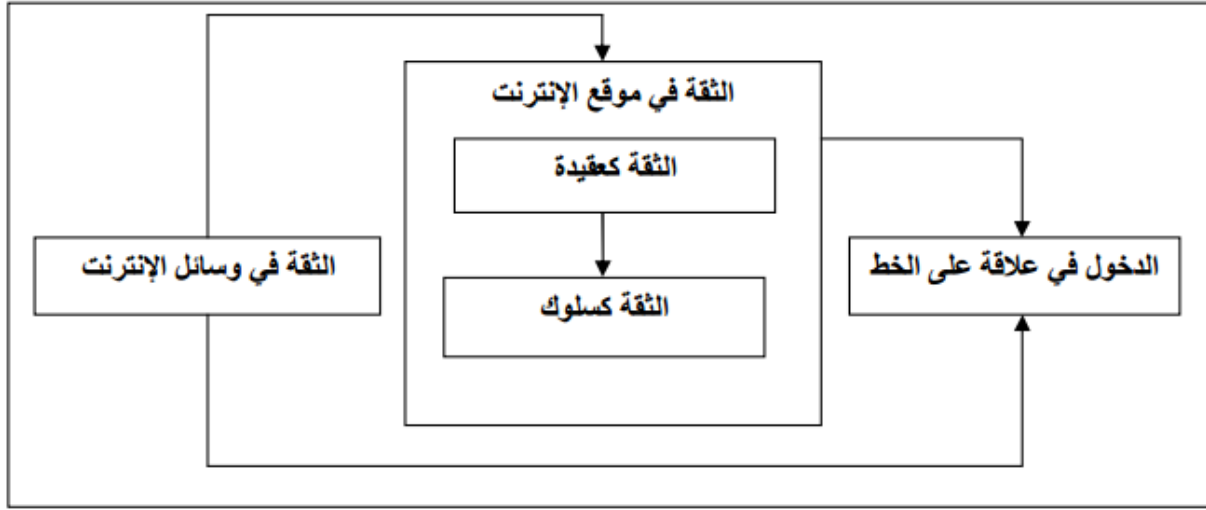 الثقة في موقع الإنترنت
الثقة كعقيدة
الثقة في وسائل الإنترنت
الدخول في علاقة على الخط
الثقة كسلوك